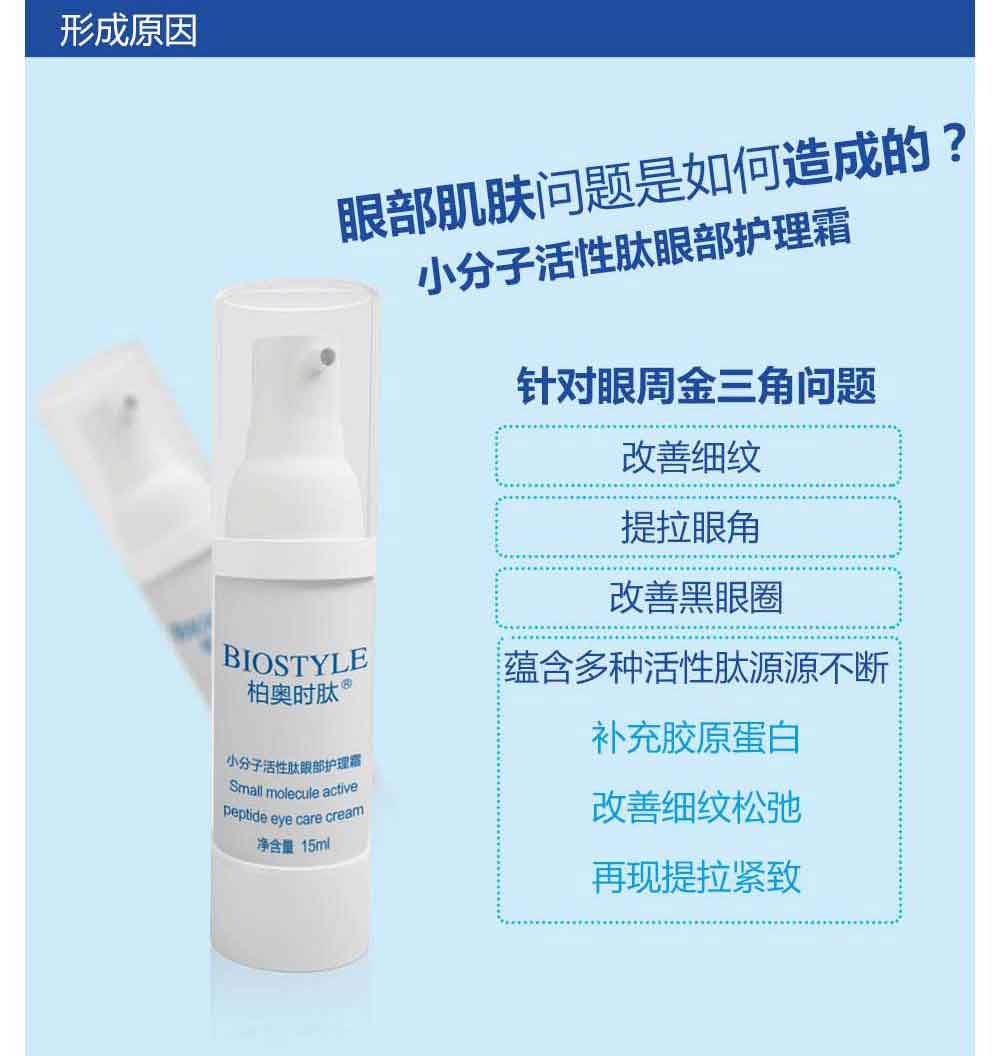 形成原因
眼部肌肤问题是如何造成的？
小分子活性肽眼部护理霜
针对眼周金三角问题
改善细纹
提拉眼角
改善黑眼圈
蕴含多种活性肽源源不断
补充胶原蛋白
改善细纹松弛
再现提拉紧致
BIOSTYLE
柏奥时肽®
小分子活性肽眼部护理霜
Small molecule active
peptide eye care cream
净含量 15ml